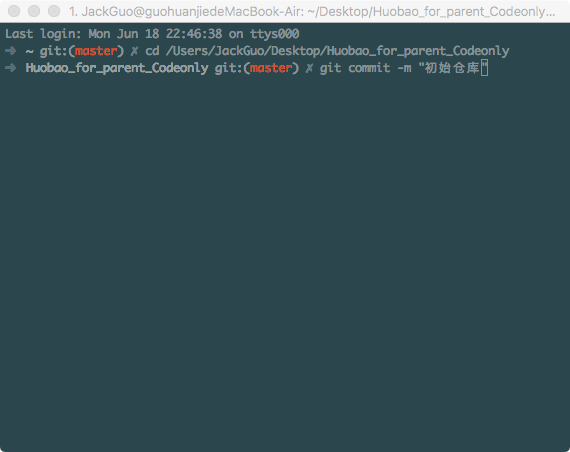 1. JackGuo@guohuanjiedeMacBook-Air: ~/Desktop/Huobao_for_parent_Codeonly...
Last login: Mon Jun 18 22:46:38 on ttys000
➜ ~ git:(master) ✗ cd /Users/JackGuo/Desktop/Huobao_for_parent_Codeonly
➜ Huobao_for_parent_Codeonly git:(master) ✗ git commit -m "初始仓库"